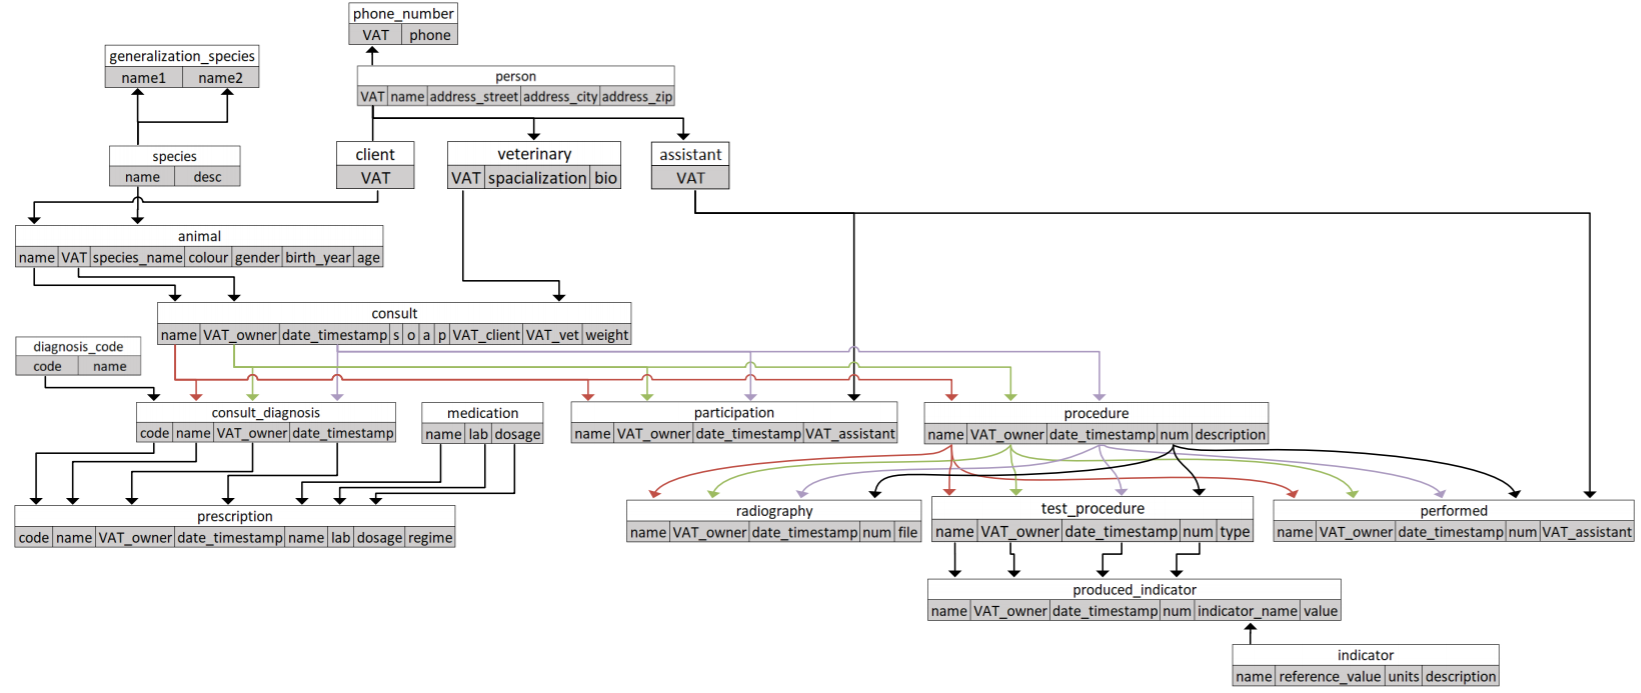 phone_number
VAT phone
generalization_species
name1 name2
person
VAT name address_street address_city address_zip
species
name desc
client
VAT
veterinary
VAT spacialization bio
assistant
VAT
animal
name VAT species_name colour gender birth_year age
consult
name VAT_owner date_timestamp s o a p VAT_client VAT_vet weight
diagnosis_code
code name
consult_diagnosis
code name VAT_owner date_timestamp
medication
name lab dosage
participation
name VAT_owner date_timestamp VAT_assistant
procedure
name VAT_owner date_timestamp num description
prescription
code name VAT_owner date_timestamp name lab dosage regime
radiography
name VAT_owner date_timestamp num file
test_procedure
name VAT_owner date_timestamp num type
performed
name VAT_owner date_timestamp num VAT_assistant
produced_indicator
name VAT_owner date_timestamp num indicator_name value
indicator
name reference_value units description